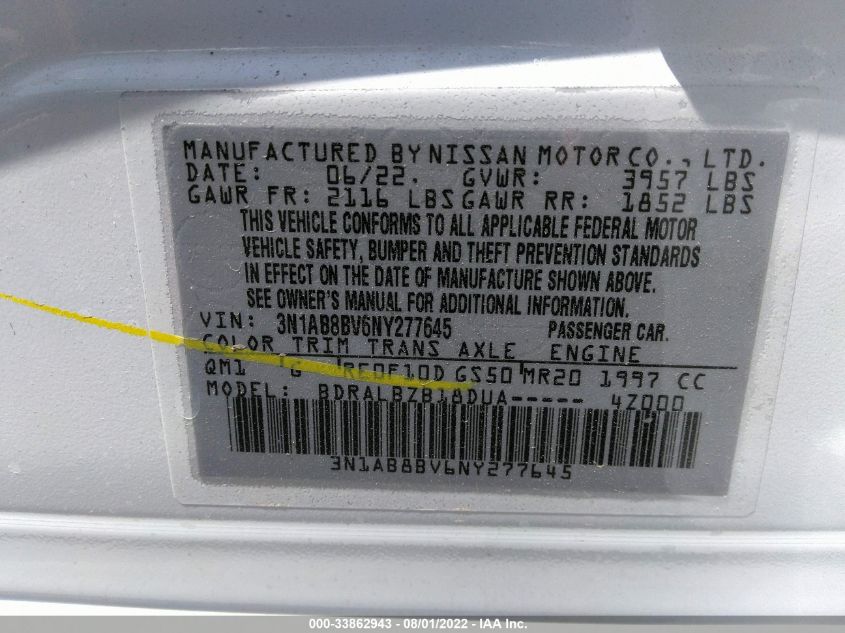 MANUFACTURED BY NISSAN MOTOR CO., LTD.
DATE: 06/22. GVWR: 3957 LBS
GAWR FR: 2116 LBS GAWR RR: 1852 LBS
THIS VEHICLE CONFORMS TO ALL APPLICABLE FEDERAL MOTOR
VEHICLE SAFETY, BUMPER AND THEFT PREVENTION STANDARDS
IN EFFECT ON THE DATE OF MANUFACTURE SHOWN ABOVE.
SEE OWNER'S MANUAL FOR ADDITIONAL INFORMATION.
VIN: 3N1AB8BV6NY277645 PASSENGER CAR.
COLOR TRIM TRANS AXLE ENGINE
QM1 G RE0F10D GS50 MR20 1997 CC
MODEL: BDRALBZB18DUA----- 4Z000
3N1AB8BV6NY277645
000-33862943 - 08/01/2022 - IAA Inc.